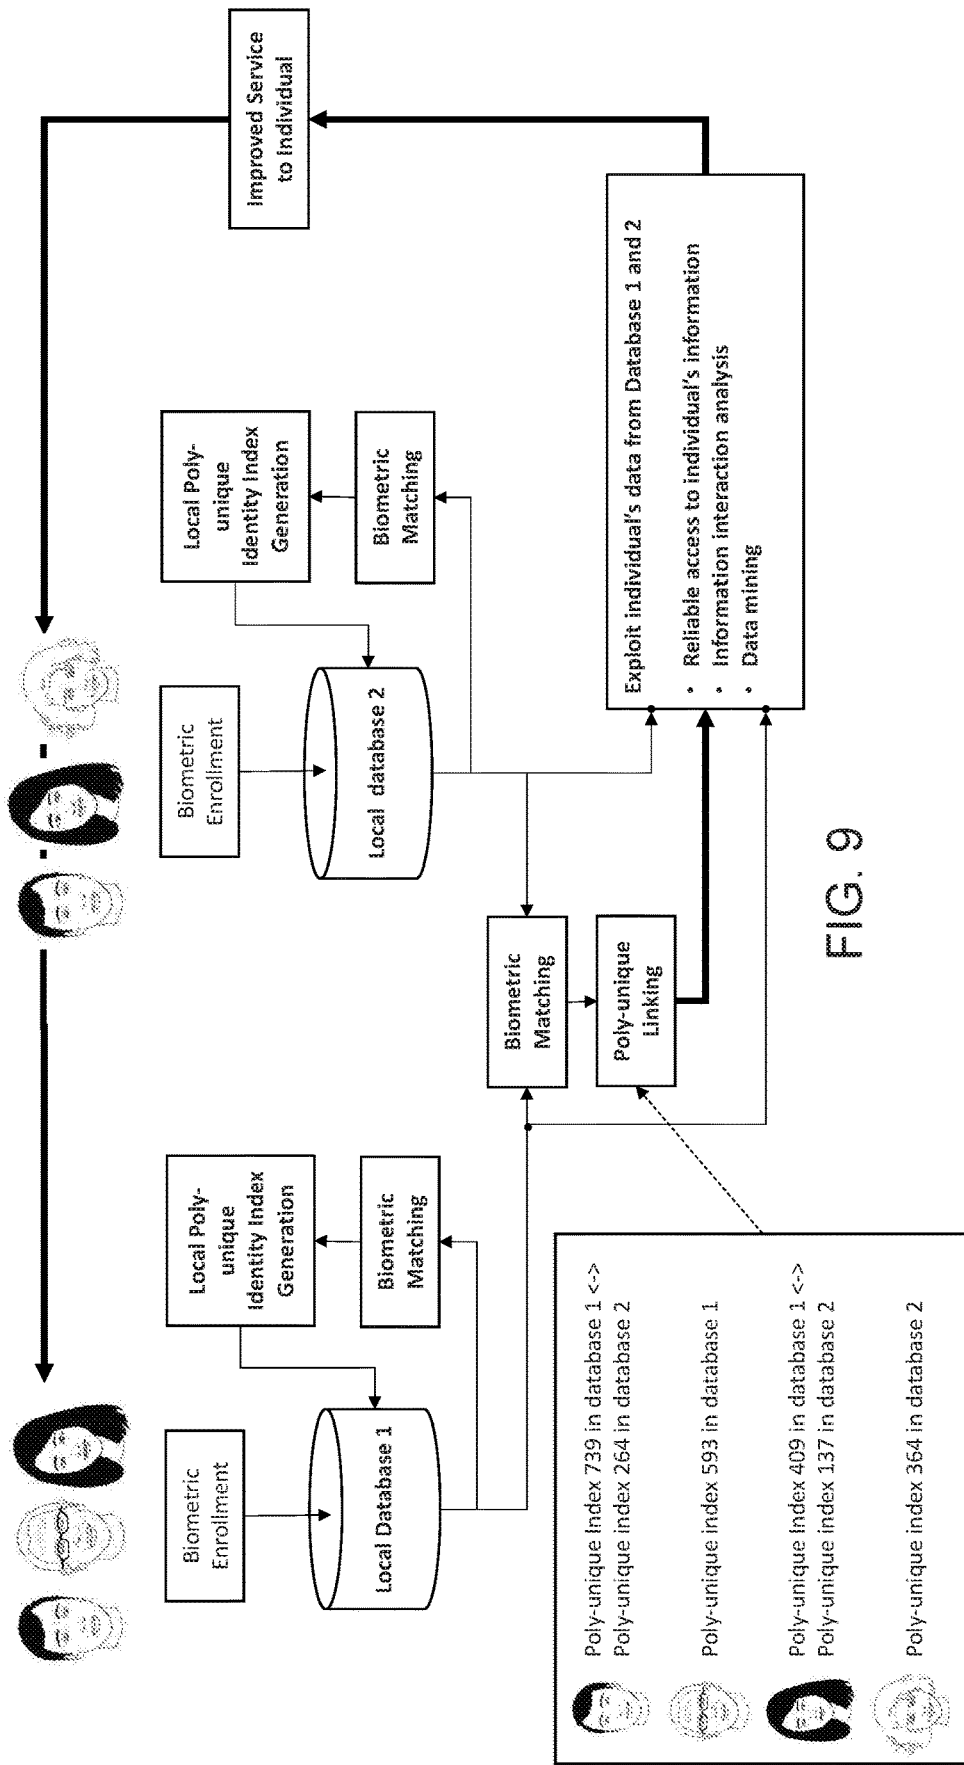 Biometric
Enrollment
Local Database 1
Local Poly-
unique
Identity Index
Generation
Biometric
Matching
Biometric
Enrollment
Local database 2
Local Poly-
unique
Identity Index
Generation
Biometric
Matching
Improved Service
to Individual
Biometric
Matching
Poly-unique
Linking
Poly-unique Index 739 in database 1 <->
Poly-unique index 264 in database 2
Poly-unique index 593 in database 1
Poly-unique Index 409 in database 1 <->
Poly-unique index 137 in database 2
Poly-unique index 364 in database 2
Exploit individual's data from Database 1 and 2
• Reliable access to individual's information
• Information interaction analysis
• Data mining
FIG. 9